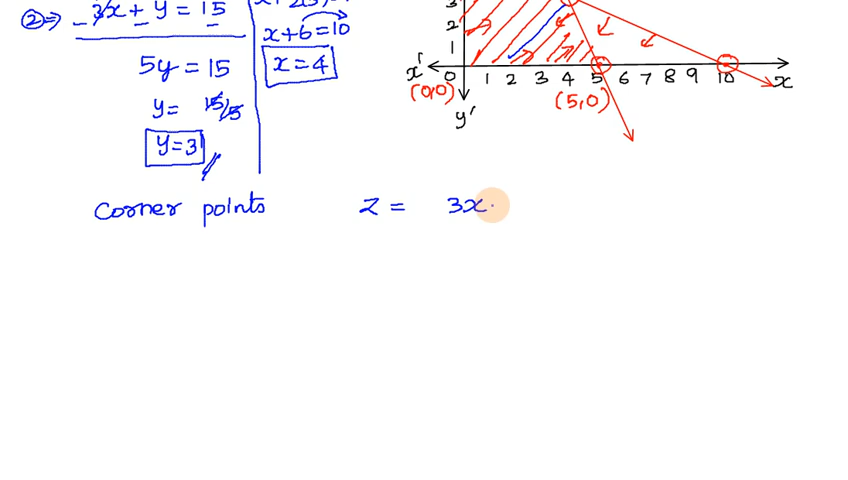 ② ⇒ 3x + y = 15
- - -
x + 6 = 10
x = 4
5y = 15
y = 15/5
y = 3
3
2
1
x' 0 1 2 3 4 5 6 7 8 9 10 x
(0,0) (5,0)
y'
Corner points Z = 3x